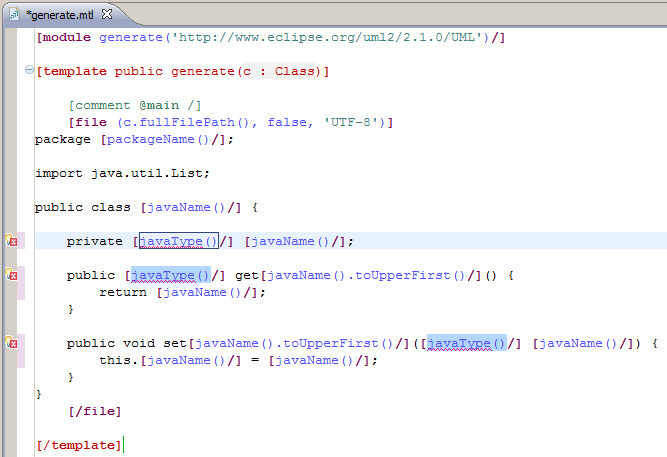 *generate.mtl
[module generate('http://www.eclipse.org/uml2/2.1.0/UML')/]
[template public generate(c : Class)]
[comment @main /]
[file (c.fullFilePath(), false, 'UTF-8')]
package [packageName()/];
import java.util.List;
public class [javaName()/] {
private [javaType()/] [javaName()/];
public [javaType()/] get[javaName().toUpperFirst()/]() {
return [javaName()/];
}
public void set[javaName().toUpperFirst()/]([javaType()/] [javaName()/]) {
this.[javaName()/] = [javaName()/];
}
}
[/file]
[/template]